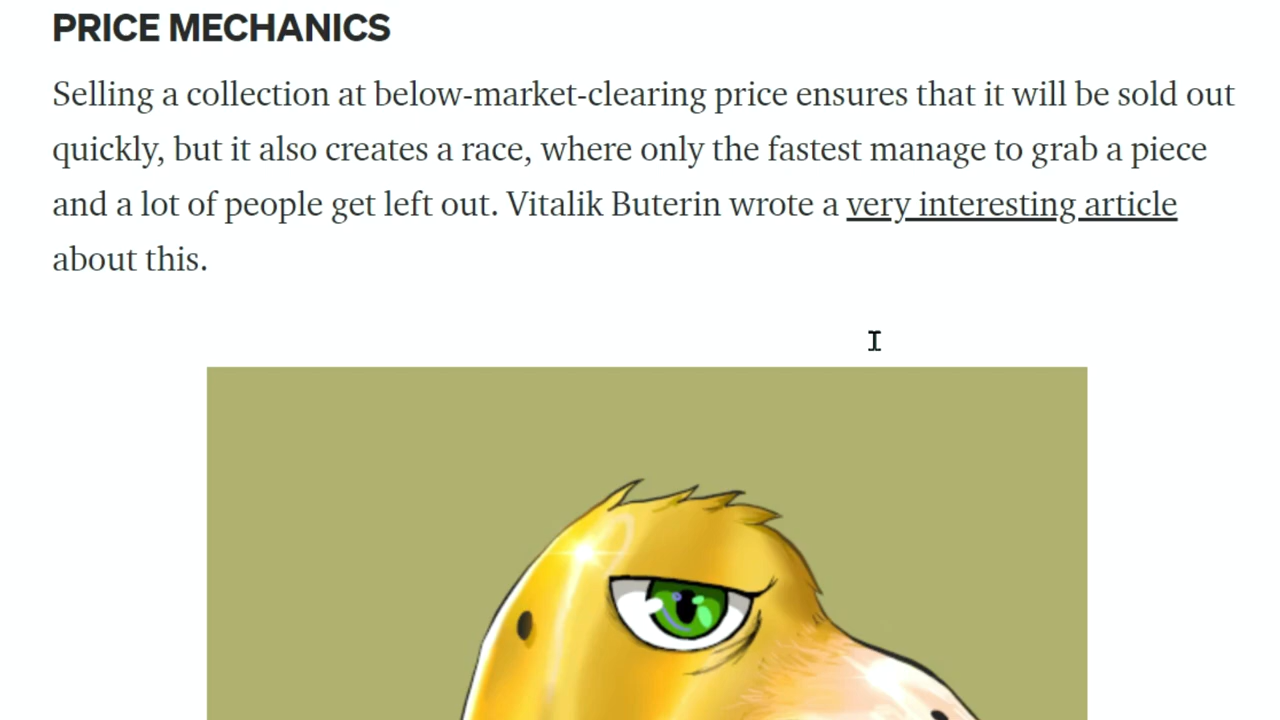 PRICE MECHANICS
Selling a collection at below-market-clearing price ensures that it will be sold out
quickly, but it also creates a race, where only the fastest manage to grab a piece
and a lot of people get left out. Vitalik Buterin wrote a very interesting article
about this.